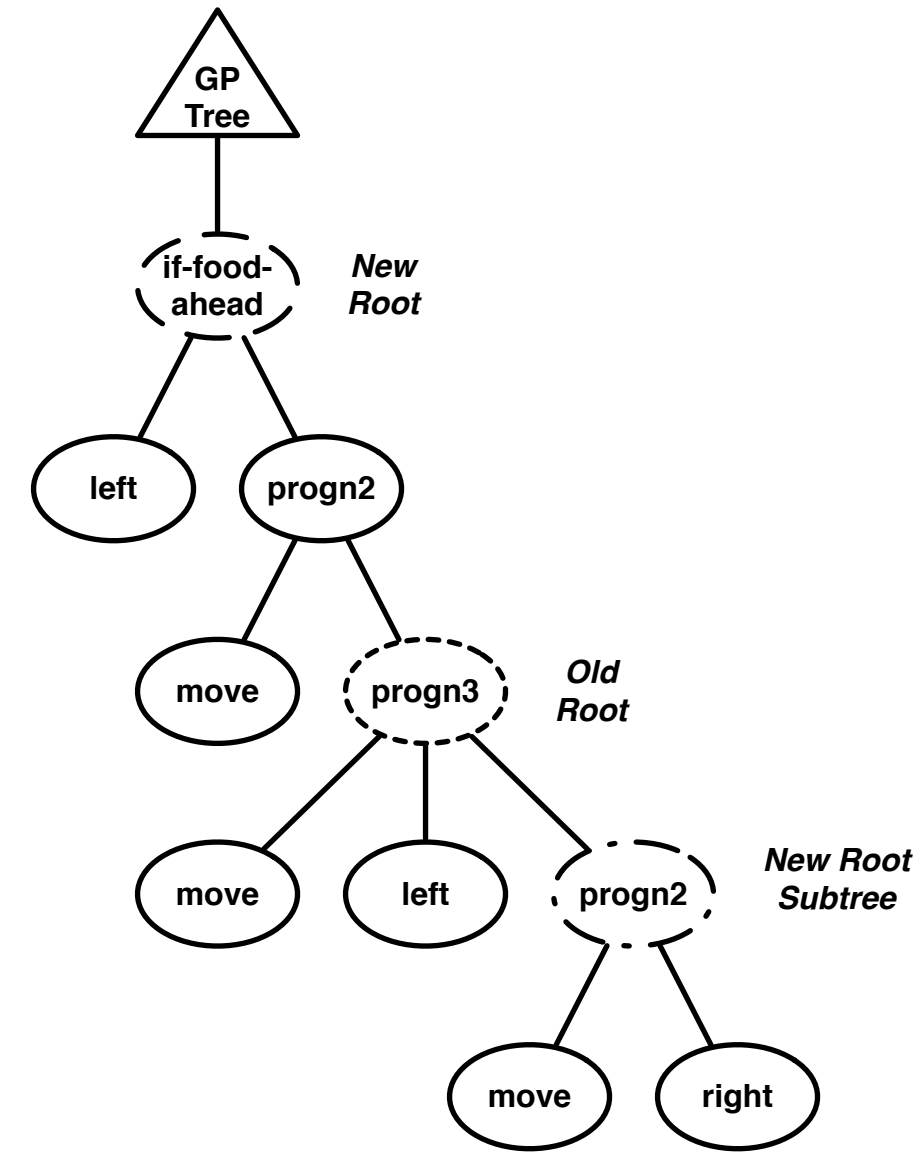 GP
Tree
if-food-
ahead
New
Root
left
progn2
move
progn3
Old
Root
move
left
progn2
New Root
Subtree
move
right